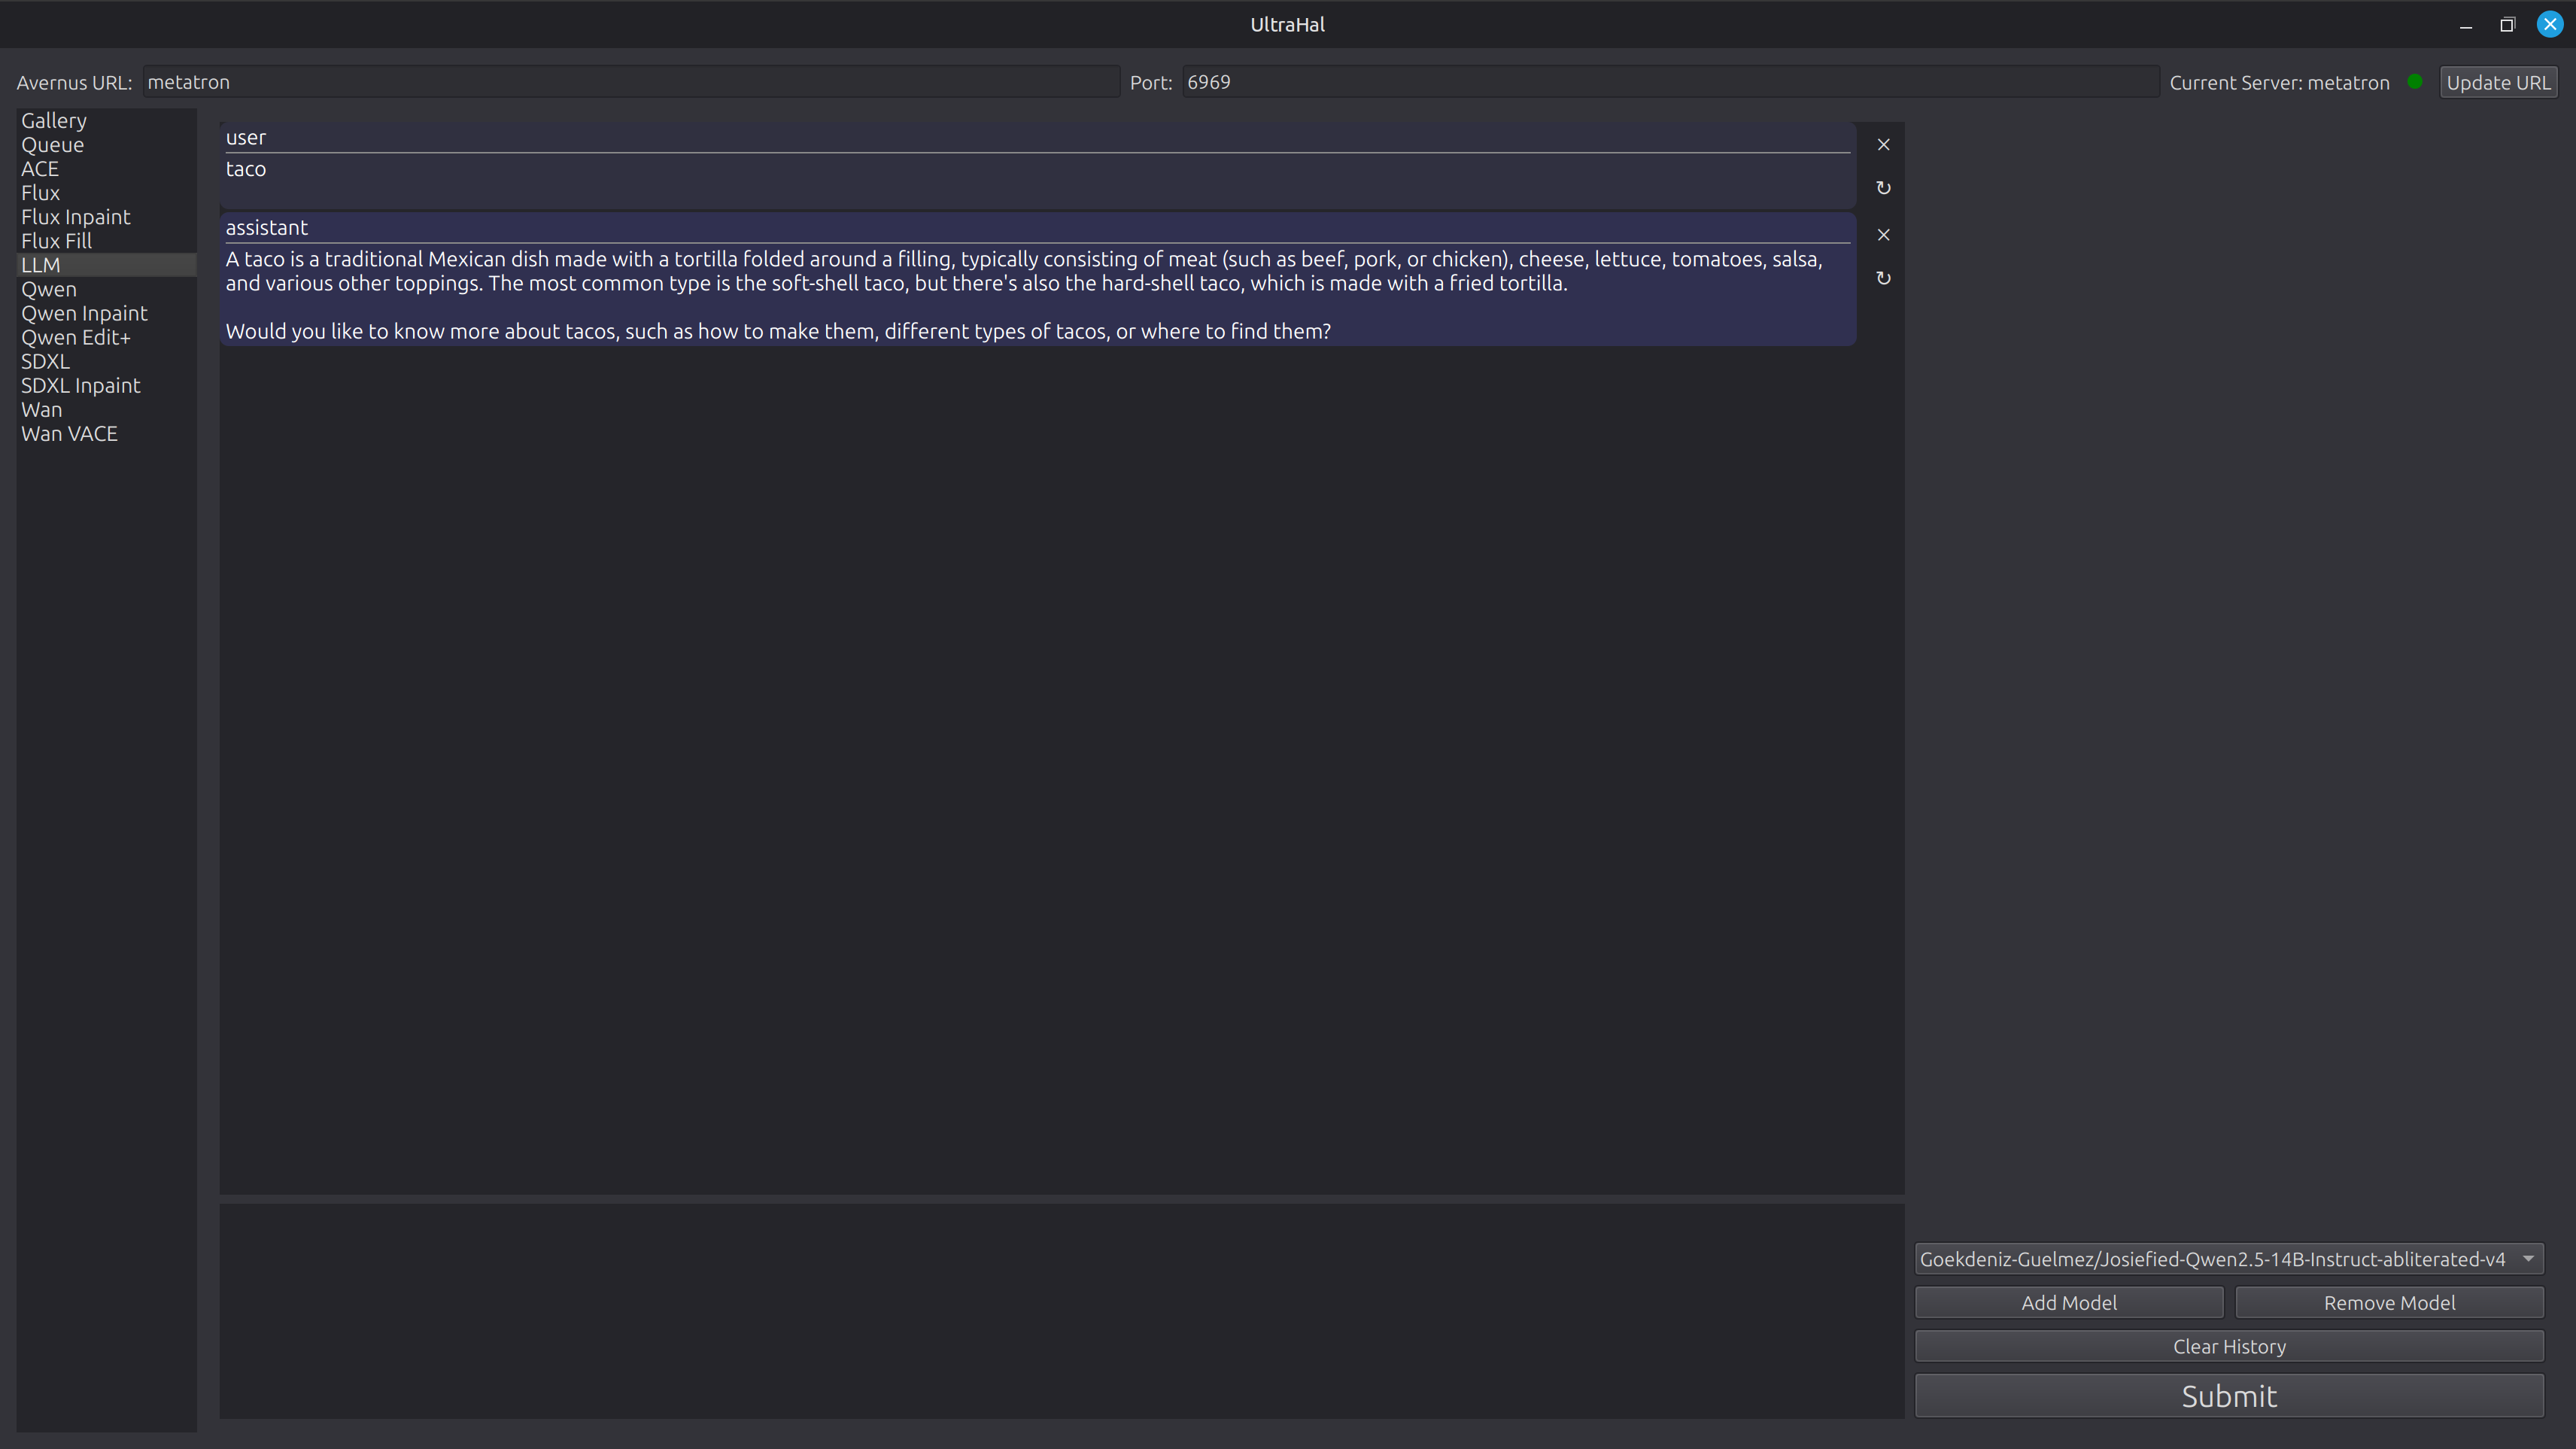 UltraHal
Avernus URL: metatron Port: 6969 Current Server: metatron Update URL
Gallery
Queue
ACE
Flux
Flux Inpaint
Flux Fill
LLM
Qwen
Qwen Inpaint
Qwen Edit+
SDXL
SDXL Inpaint
Wan
Wan VACE
user
taco
assistant
A taco is a traditional Mexican dish made with a tortilla folded around a filling, typically consisting of meat (such as beef, pork, or chicken), cheese, lettuce, tomatoes, salsa,
and various other toppings. The most common type is the soft-shell taco, but there's also the hard-shell taco, which is made with a fried tortilla.
Would you like to know more about tacos, such as how to make them, different types of tacos, or where to find them?
Goekdeniz-Guelmez/Josiefied-Qwen2.5-14B-Instruct-abliterated-v4
Add Model Remove Model
Clear History
Submit